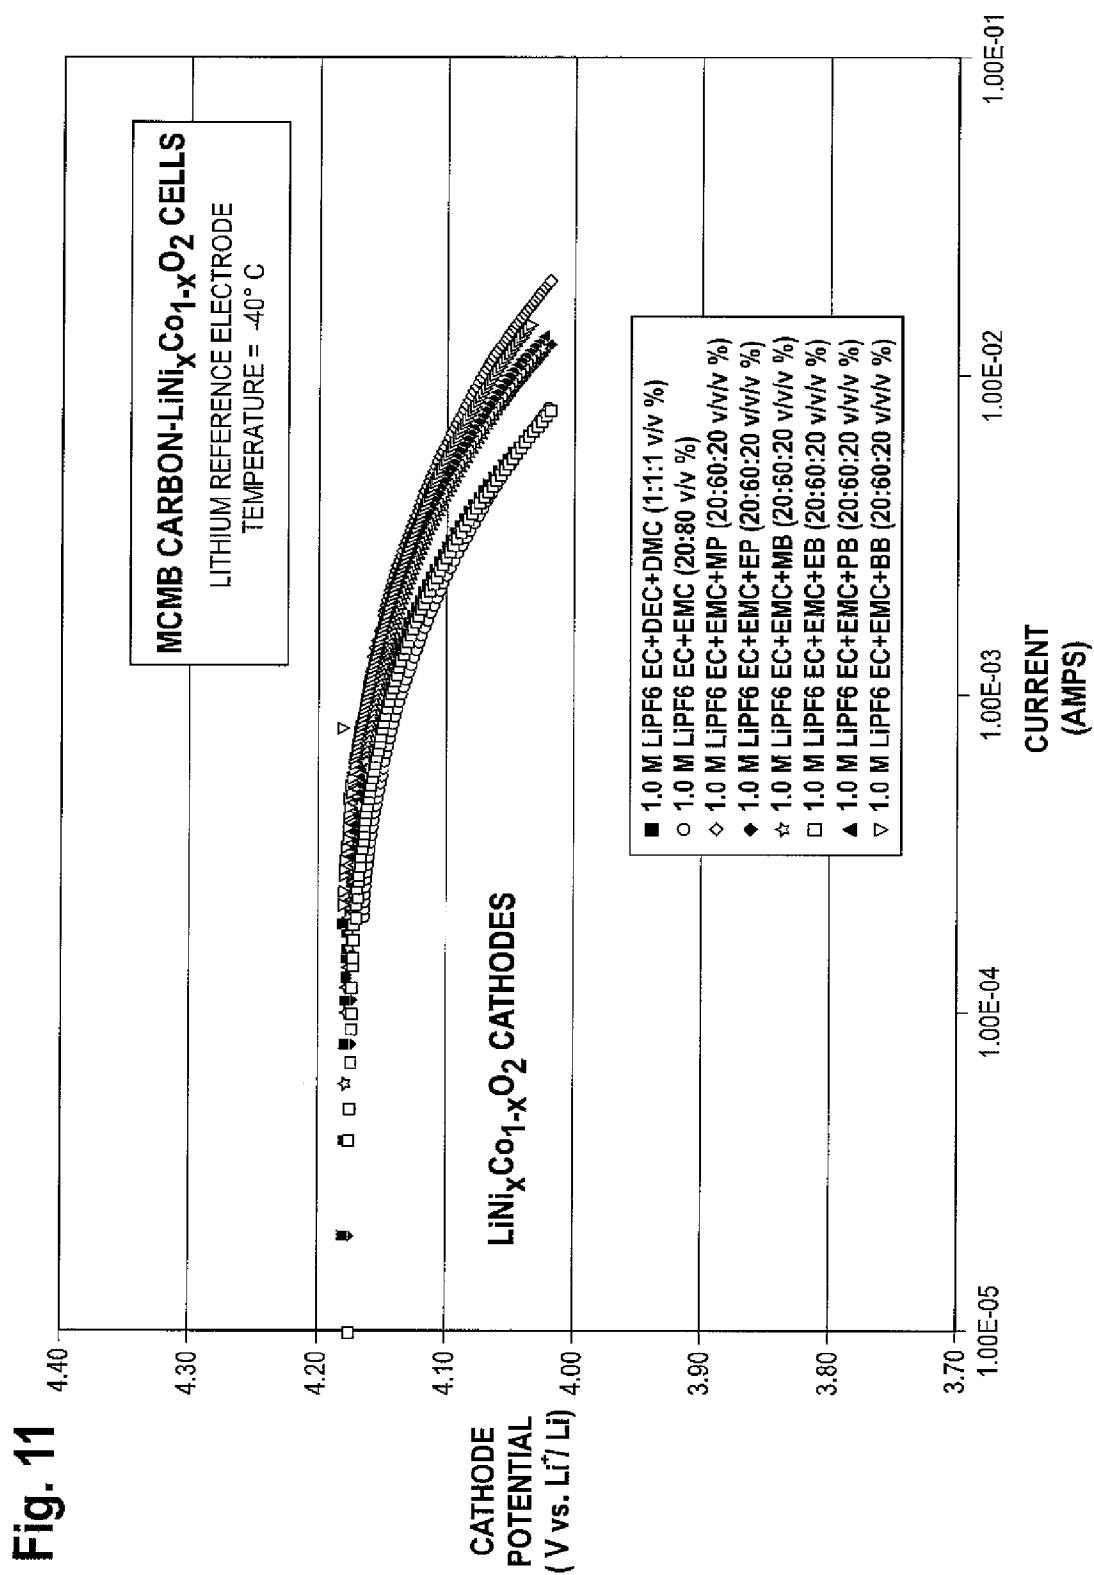 Fig. 11
MCMB CARBON-LiNixCo1-xO2 CELLS
LITHIUM REFERENCE ELECTRODE
TEMPERATURE = -40° C
CATHODE
POTENTIAL
( V vs. Li+/ Li)
4.40
4.30
4.20
4.10
4.00
3.90
3.80
3.70
LiNixCo1-xO2 CATHODES
1.0 M LiPF6 EC+DEC+DMC (1:1:1 v/v %)
1.0 M LiPF6 EC+EMC (20:80 v/v %)
1.0 M LiPF6 EC+EMC+MP (20:60:20 v/v/v %)
1.0 M LiPF6 EC+EMC+EP (20:60:20 v/v/v %)
1.0 M LiPF6 EC+EMC+MB (20:60:20 v/v/v %)
1.0 M LiPF6 EC+EMC+EB (20:60:20 v/v/v %)
1.0 M LiPF6 EC+EMC+PB (20:60:20 v/v/v %)
1.0 M LiPF6 EC+EMC+BB (20:60:20 v/v/v %)
1.00E-05
1.00E-04
1.00E-03
1.00E-02
1.00E-01
CURRENT
(AMPS)